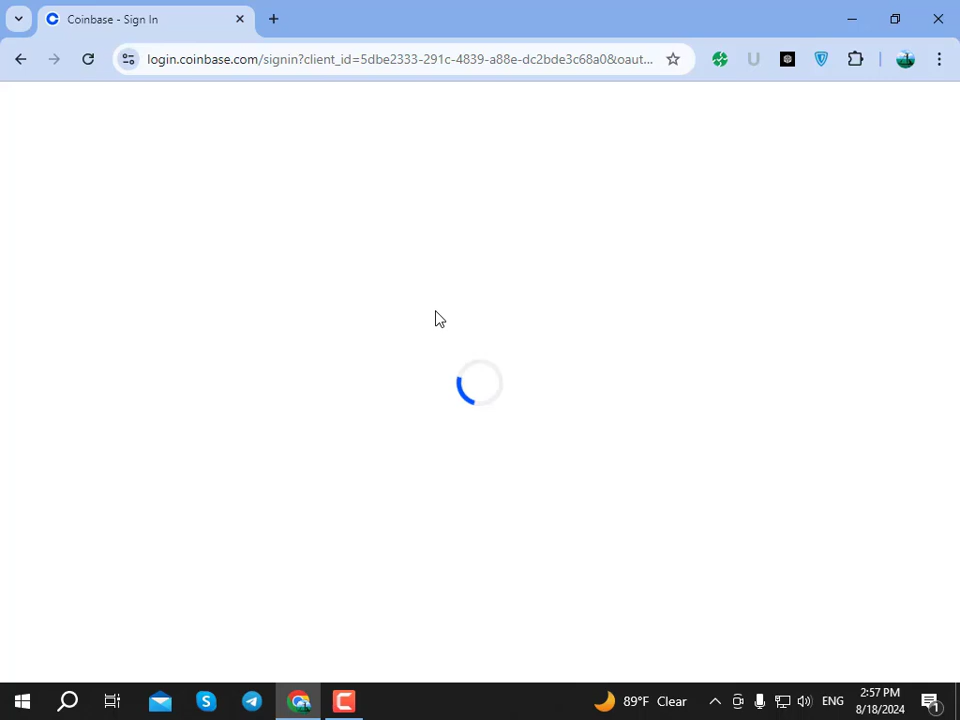 Coinbase - Sign In
login.coinbase.com/signin?client_id=5dbe2333-291c-4839-a88e-dc2bde3c68a0&oaut...
U
S
C
89°F Clear
ENG
2:57 PM
8/18/2024
1